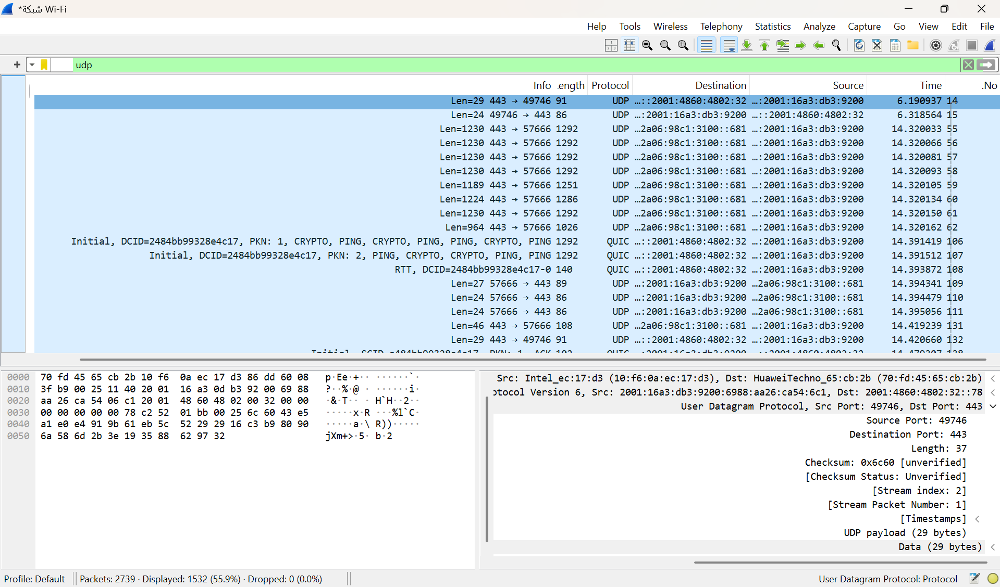 *شبكة Wi-Fi
Help Tools Wireless Telephony Statistics Analyze Capture Go View Edit File
udp
Info .ength Protocol Destination Source Time .No
Len=29 443 → 49746 91 UDP …::2001:4860:4802:32 …:2001:16a3:db3:9200 6.190937 14
Len=24 49746 → 443 86 UDP …:2001:16a3:db3:9200 …::2001:4860:4802:32 6.318564 15
Len=1230 443 → 57666 1292 UDP …2a06:98c1:3100::681 …:2001:16a3:db3:9200 14.320033 55
Len=1230 443 → 57666 1292 UDP …2a06:98c1:3100::681 …:2001:16a3:db3:9200 14.320066 56
Len=1230 443 → 57666 1292 UDP …2a06:98c1:3100::681 …:2001:16a3:db3:9200 14.320081 57
Len=1230 443 → 57666 1292 UDP …2a06:98c1:3100::681 …:2001:16a3:db3:9200 14.320093 58
Len=1189 443 → 57666 1251 UDP …2a06:98c1:3100::681 …:2001:16a3:db3:9200 14.320105 59
Len=1224 443 → 57666 1286 UDP …2a06:98c1:3100::681 …:2001:16a3:db3:9200 14.320134 60
Len=1230 443 → 57666 1292 UDP …2a06:98c1:3100::681 …:2001:16a3:db3:9200 14.320150 61
Len=964 443 → 57666 1026 UDP …2a06:98c1:3100::681 …:2001:16a3:db3:9200 14.320162 62
Initial, DCID=2484bb99328e4c17, PKN: 1, CRYPTO, PING, CRYPTO, PING, PING, CRYPTO, PING 1292 QUIC …::2001:4860:4802:32 …:2001:16a3:db3:9200 14.391419 106
Initial, DCID=2484bb99328e4c17, PKN: 2, PING, CRYPTO, CRYPTO, PING, PING 1292 QUIC …::2001:4860:4802:32 …:2001:16a3:db3:9200 14.391512 107
RTT, DCID=2484bb99328e4c17-0 140 QUIC …::2001:4860:4802:32 …:2001:16a3:db3:9200 14.393872 108
Len=27 57666 → 443 89 UDP …:2001:16a3:db3:9200 …2a06:98c1:3100::681 14.394341 109
Len=24 57666 → 443 86 UDP …:2001:16a3:db3:9200 …2a06:98c1:3100::681 14.394479 110
Len=24 57666 → 443 86 UDP …:2001:16a3:db3:9200 …2a06:98c1:3100::681 14.395056 111
Len=46 443 → 57666 108 UDP …2a06:98c1:3100::681 …:2001:16a3:db3:9200 14.419239 131
Len=29 443 → 49746 91 UDP …::2001:4860:4802:32 …:2001:16a3:db3:9200 14.420660 132
0000 70 fd 45 65 cb 2b 10 f6 0a ec 17 d3 86 dd 60 08 p·Ee·+·· ······`·
0010 3f b9 00 25 11 40 20 01 16 a3 0d b3 92 00 69 88 ?··%·@ · ······i·
0020 aa 26 ca 54 06 c1 20 01 48 60 48 02 00 32 00 00 ·&·T·· · H`H··2··
0030 00 00 00 00 00 78 c2 52 01 bb 00 25 6c 60 43 e5 ·····x·R ···%l`C·
0040 a1 e0 e4 91 9b 61 eb 5c 52 29 29 16 c3 b9 80 90 ·····a·\ R))·····
0050 6a 58 6d 2b 3e 19 35 88 62 97 32 jXm+>·5· b·2
Src: Intel_ec:17:d3 (10:f6:0a:ec:17:d3), Dst: HuaweiTechno_65:cb:2b (70:fd:45:65:cb:2b)
otocol Version 6, Src: 2001:16a3:db3:9200:6988:aa26:ca54:6c1, Dst: 2001:4860:4802:32::78
User Datagram Protocol, Src Port: 49746, Dst Port: 443
Source Port: 49746
Destination Port: 443
Length: 37
Checksum: 0x6c60 [unverified]
[Checksum Status: Unverified]
[Stream index: 2]
[Stream Packet Number: 1]
[Timestamps]
UDP payload (29 bytes)
Data (29 bytes)
Profile: Default Packets: 2739 · Displayed: 1532 (55.9%) · Dropped: 0 (0.0%) User Datagram Protocol: Protocol